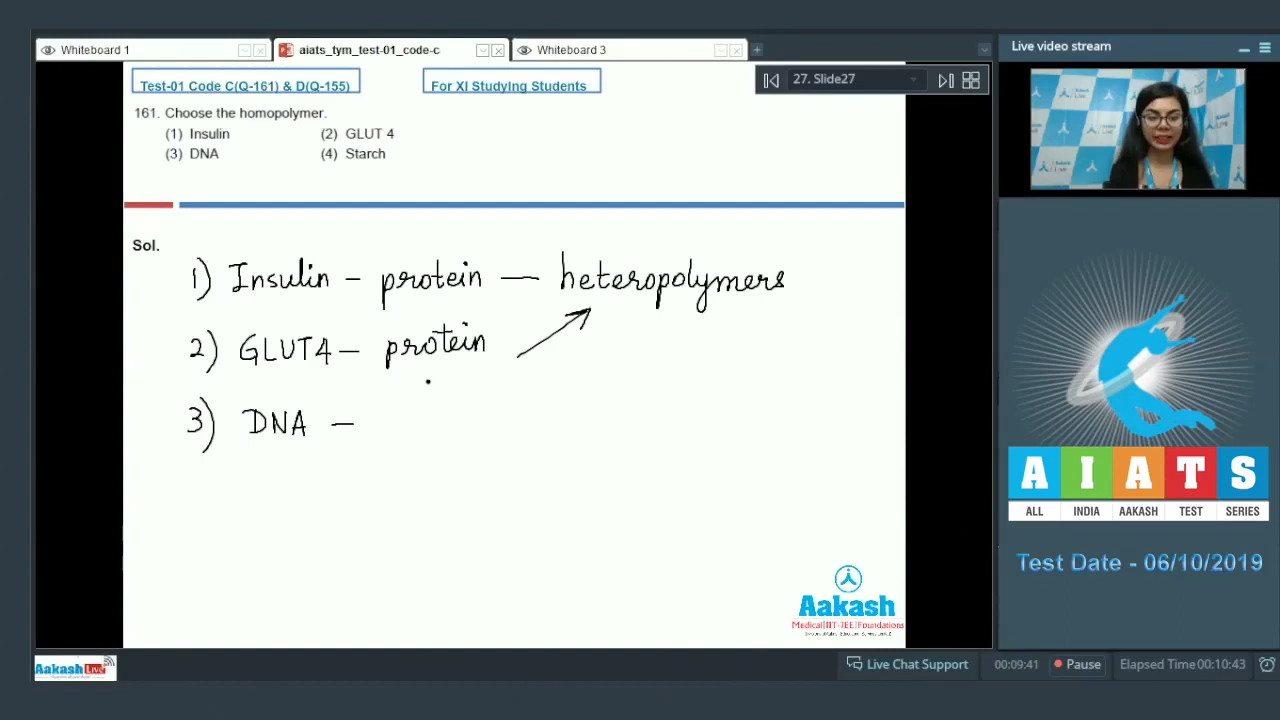 Whiteboard 1
aiats_tym_test-01_code-c
Whiteboard 3
Live video stream
Test-01 Code C(Q-161) & D(Q-155)
For XI Studying Students
27. Slide27
161. Choose the homopolymer.
(1) Insulin (2) GLUT 4
(3) DNA (4) Starch
Sol.
1) Insulin – protein — heteropolymers
2) GLUT4 – protein
3) DNA –
AIATS
ALL INDIA AAKASH TEST SERIES
Test Date - 06/10/2019
Aakash
Medical|IIT-JEE|Foundations
Aakash Live
Live Chat Support
00:09:41
Pause
Elapsed Time 00:10:43